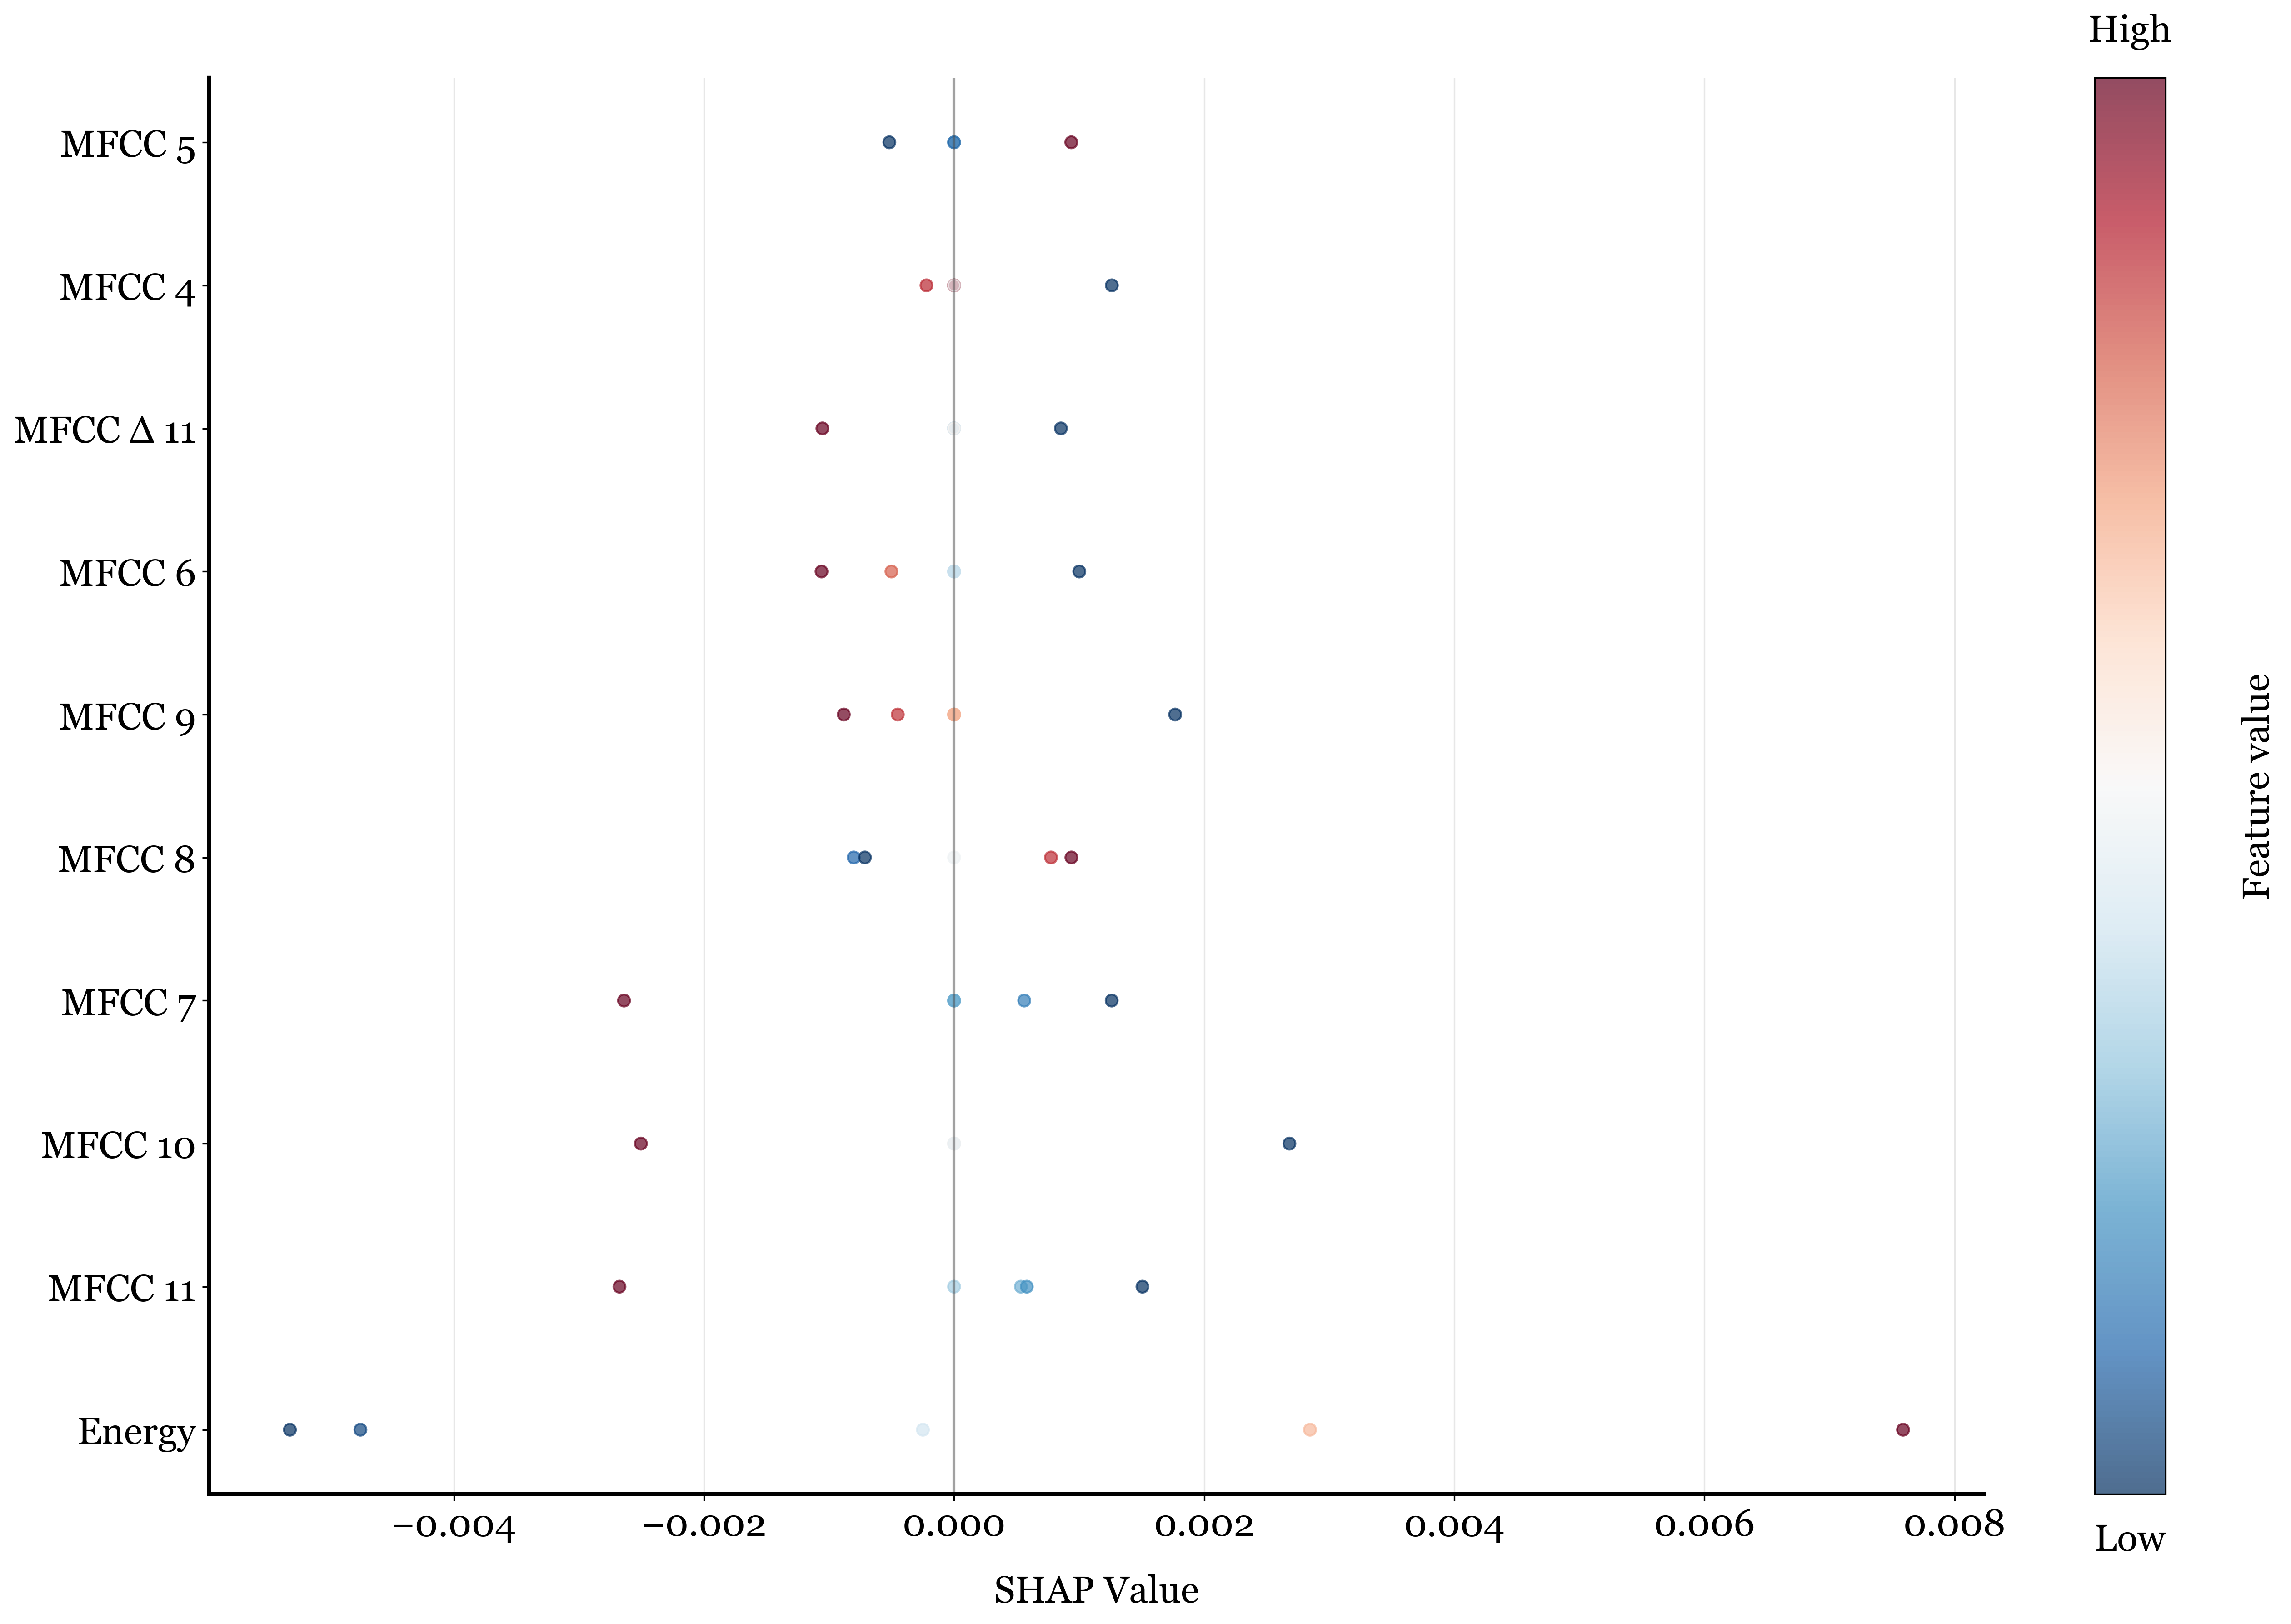 High
MFCC 5
MFCC 4
MFCC Δ 11
MFCC 6
MFCC 9
MFCC 8
MFCC 7
MFCC 10
MFCC 11
Energy
−0.004
−0.002
0.000
0.002
0.004
0.006
0.008
SHAP Value
Low
Feature value